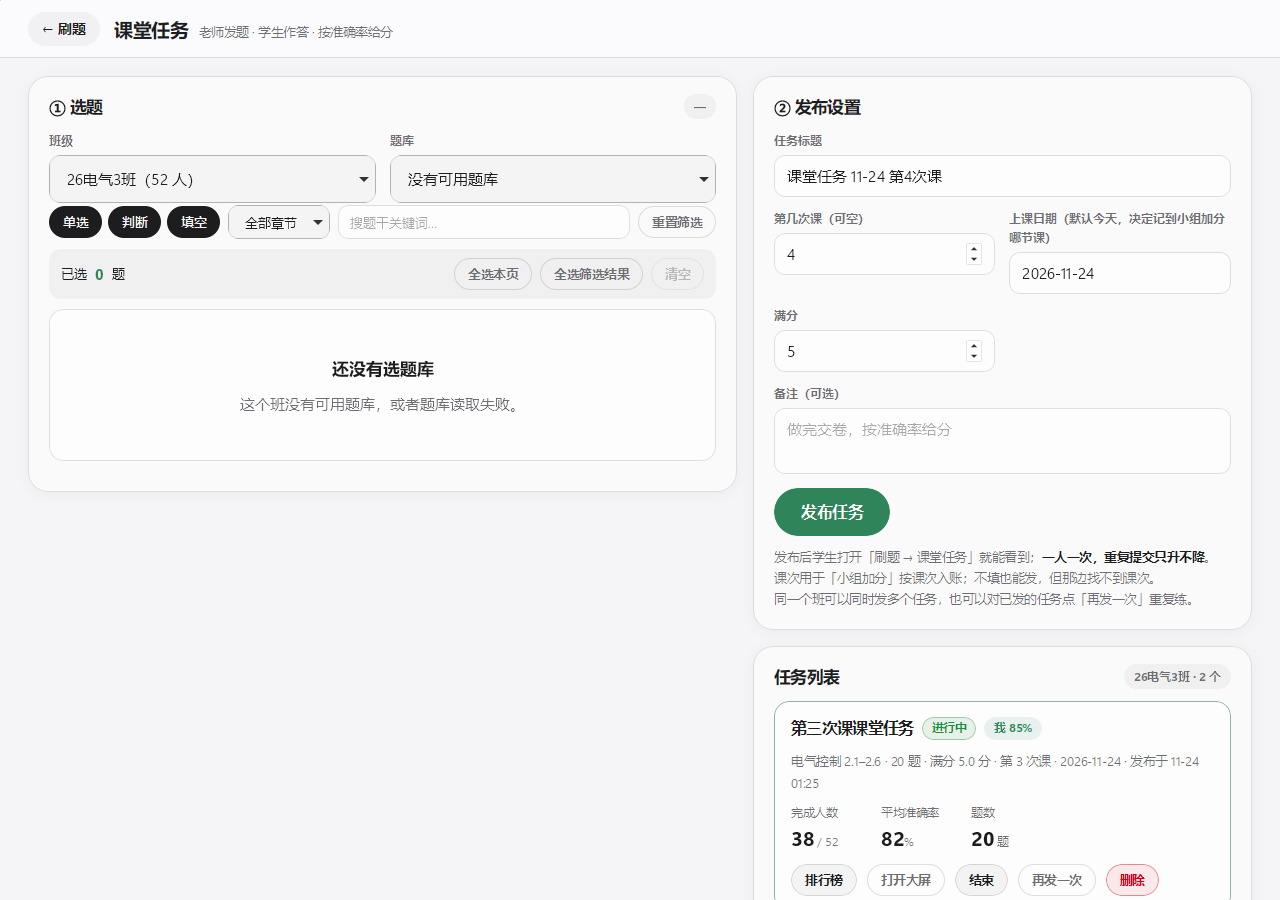 ← 刷题
课堂任务 老师发题 · 学生作答 · 按准确率给分
① 选题
—
班级
题库
26电气3班（52 人）
没有可用题库
单选 判断 填空 全部章节 搜题干关键词... 重置筛选
已选 0 题 全选本页 全选筛选结果 清空
还没有选题库
这个班没有可用题库，或者题库读取失败。
② 发布设置
任务标题
课堂任务 11-24 第4次课
第几次课（可空）
4
上课日期（默认今天，决定记到小组加分
哪节课）
2026-11-24
满分
5
备注（可选）
做完交卷，按准确率给分
发布任务
发布后学生打开「刷题 → 课堂任务」就能看到；一人一次，重复提交只升不降。
课次用于「小组加分」按课次入账；不填也能发，但那边找不到课次。
同一个班可以同时发多个任务，也可以对已发的任务点「再发一次」重复练。
任务列表 26电气3班 · 2 个
第三次课课堂任务 进行中 我 85%
电气控制 2.1–2.6 · 20 题 · 满分 5.0 分 · 第 3 次课 · 2026-11-24 · 发布于 11-24
01:25
完成人数 平均准确率 题数
38 / 52 82% 20 题
排行榜 打开大屏 结束 再发一次 删除